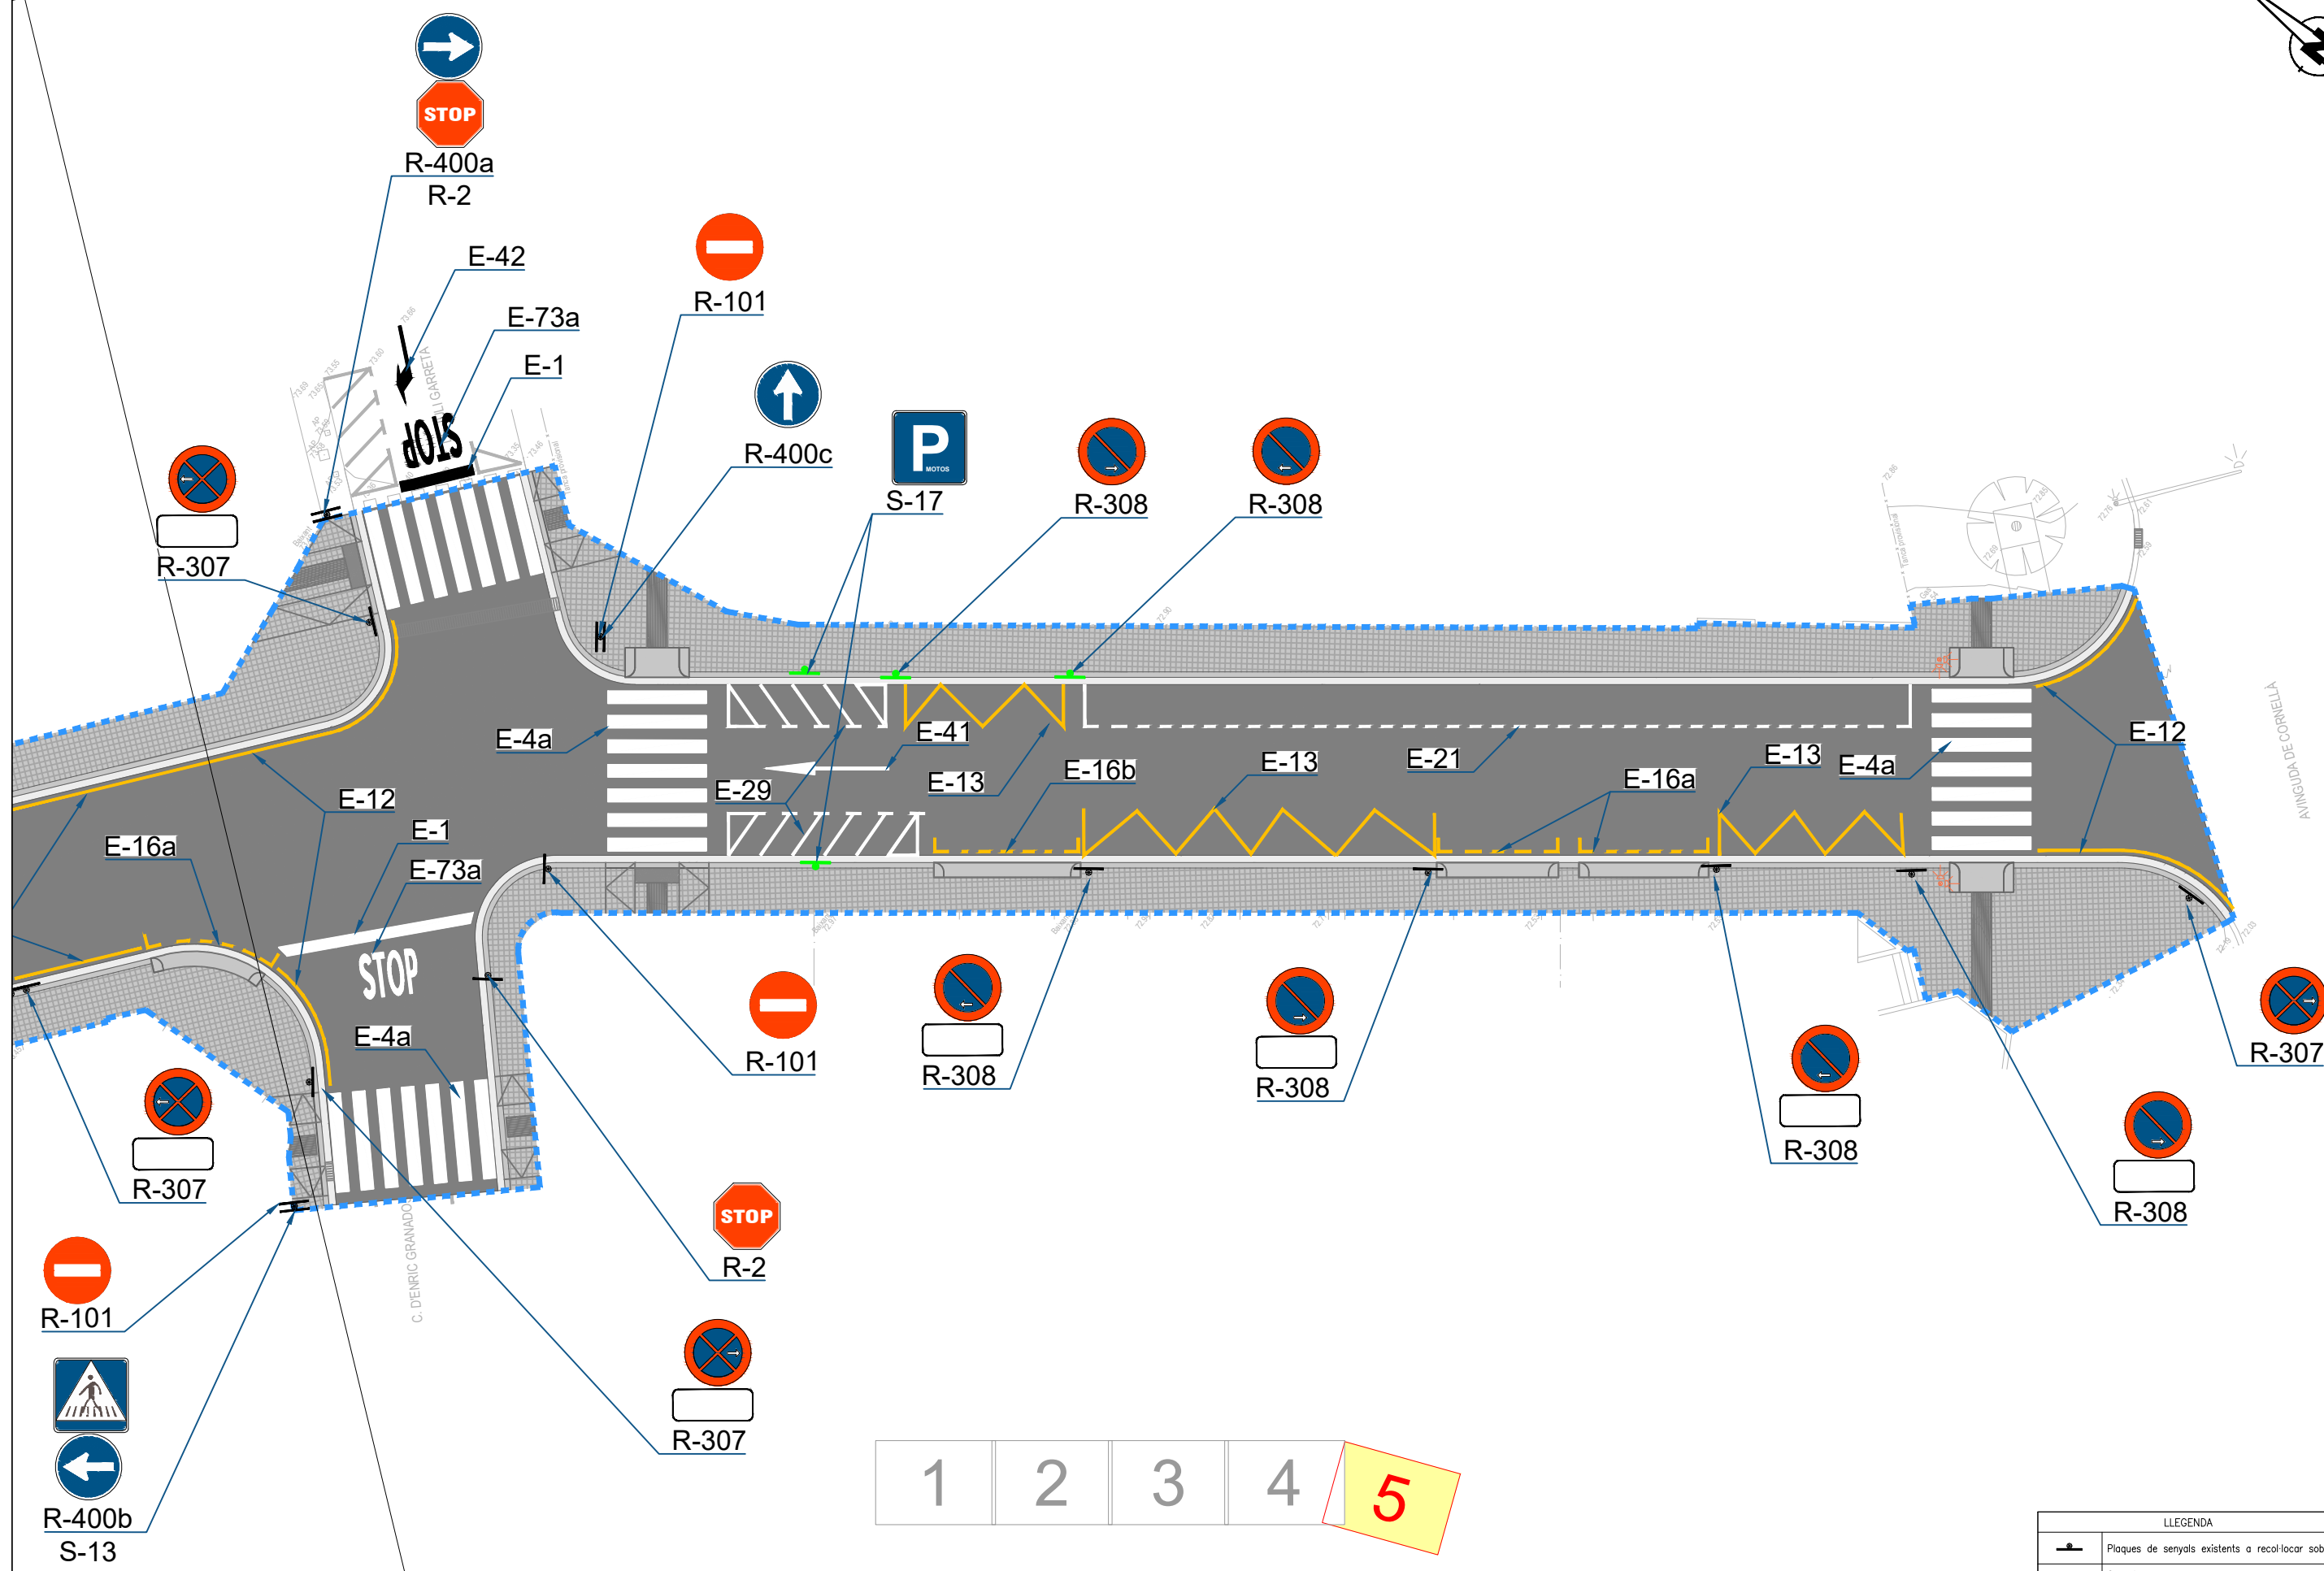 STOP
R-400a
R-2
E-42
E-73a
E-1
R-101
R-400c
P
MOTOS
S-17
R-308
R-308
R-307
STOP
E-4a
E-41
E-29
E-13
E-16b
E-13
E-21
E-16a
E-13
E-4a
E-12
AVINGUDA DE CORNELLA
E-12
E-1
E-16a
E-73a
STOP
E-4a
R-101
R-308
R-308
R-308
R-308
R-307
R-307
STOP
R-2
C. D'ENRIC GRANADOS
R-101
R-307
R-400b
S-13
1 2 3 4 5
LLEGENDA
Plaques de senyals existents a recol·locar